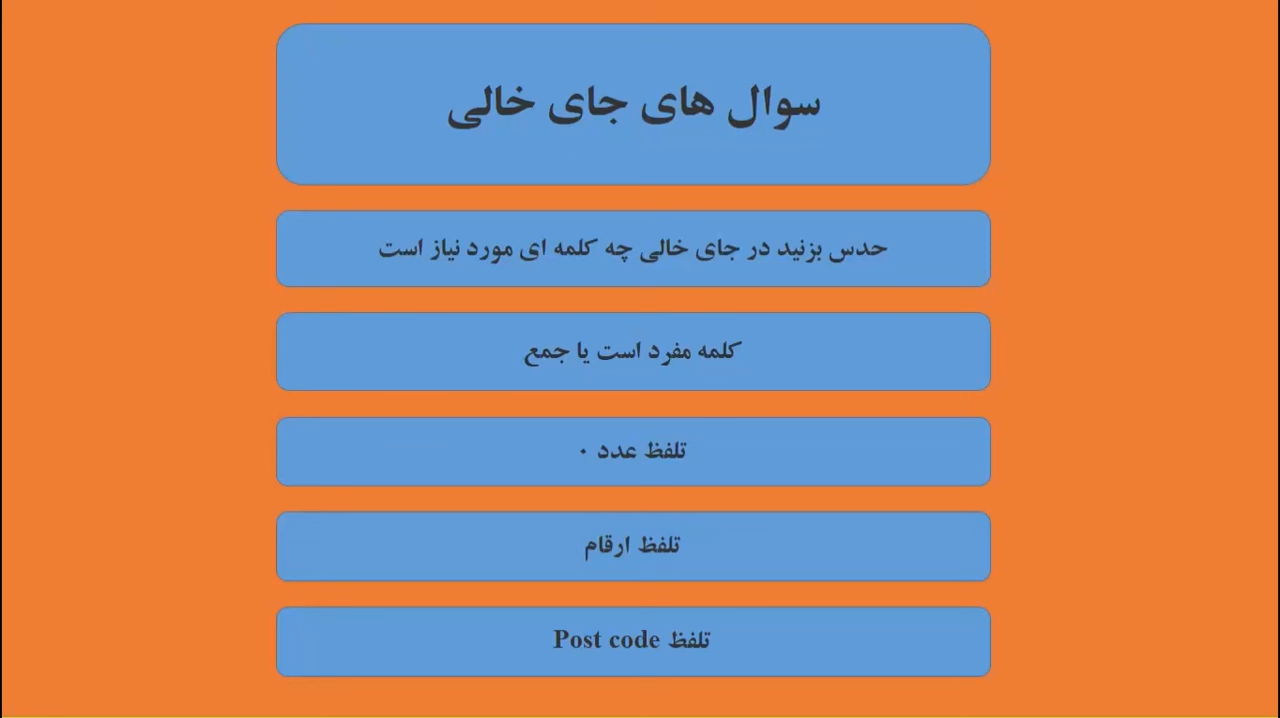 سوال های جای خالی
حدس بزنید در جای خالی چه کلمه ای مورد نیاز است
کلمه مفرد است یا جمع
تلفظ عدد ۰
تلفظ ارقام
تلفظ Post code